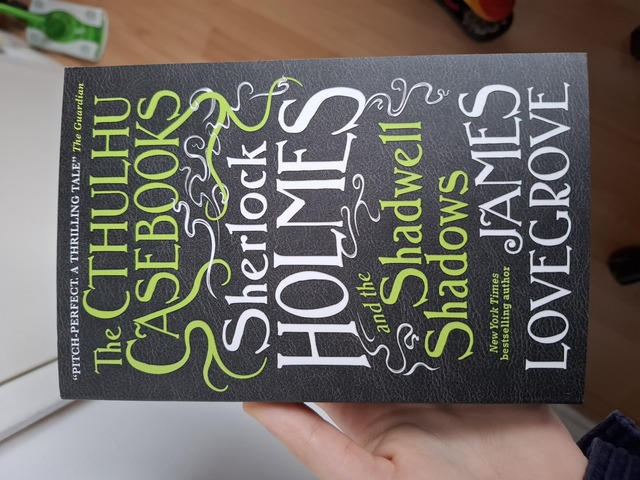 “PITCH-PERFECT. A THRILLING TALE” The Guardian
The CTHULHU
CASEBOOKS
Sherlock
HOLMES
and the Shadwell
Shadows
New York Times
bestselling author
JAMES
LOVEGROVE